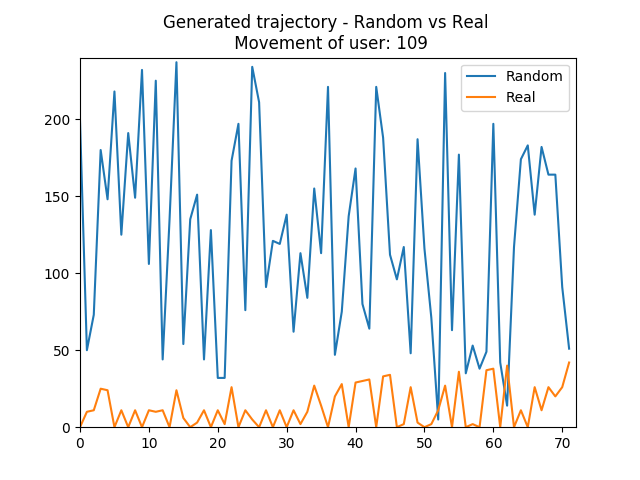 Generated trajectory - Random vs Real
Movement of user: 109
Random
Real
200
150
100
50
0
0 10 20 30 40 50 60 70